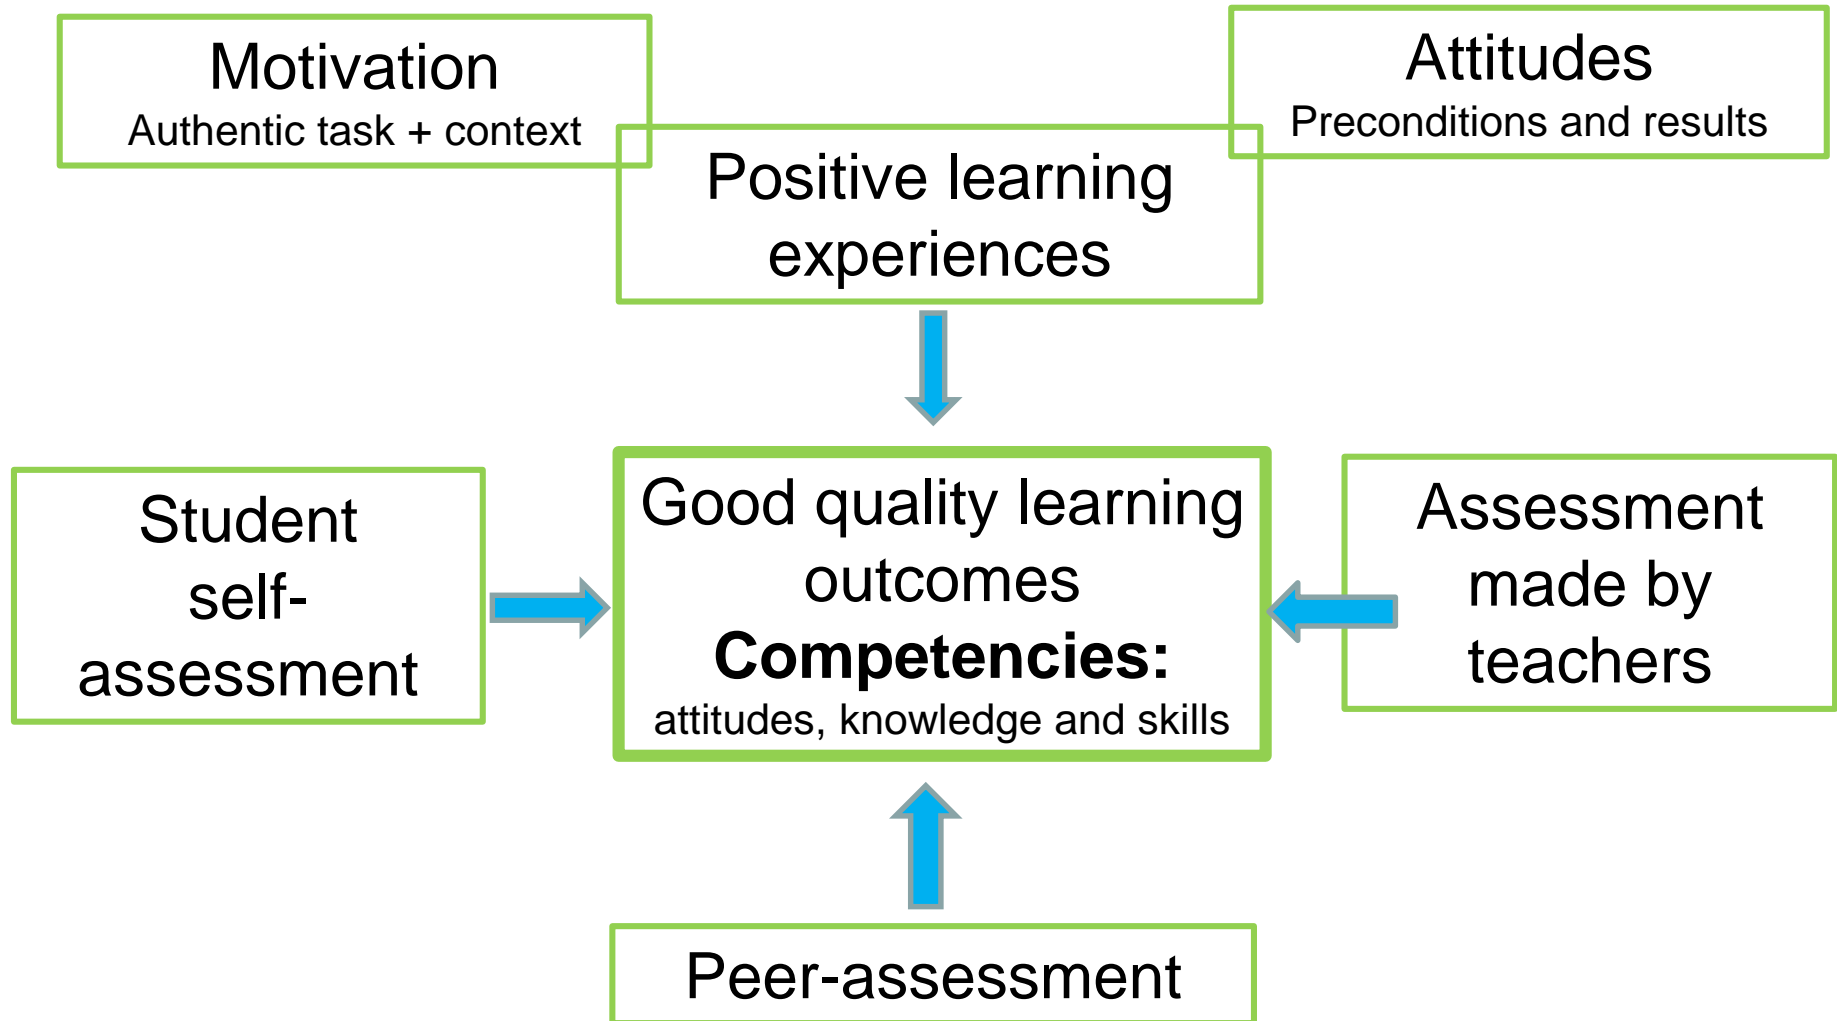 Motivation
Authentic task + context
Attitudes
Preconditions and results
Positive learning
experiences
Student
self-
assessment
Good quality learning
outcomes
Competencies:
attitudes, knowledge and skills
Assessment
made by
teachers
Peer-assessment